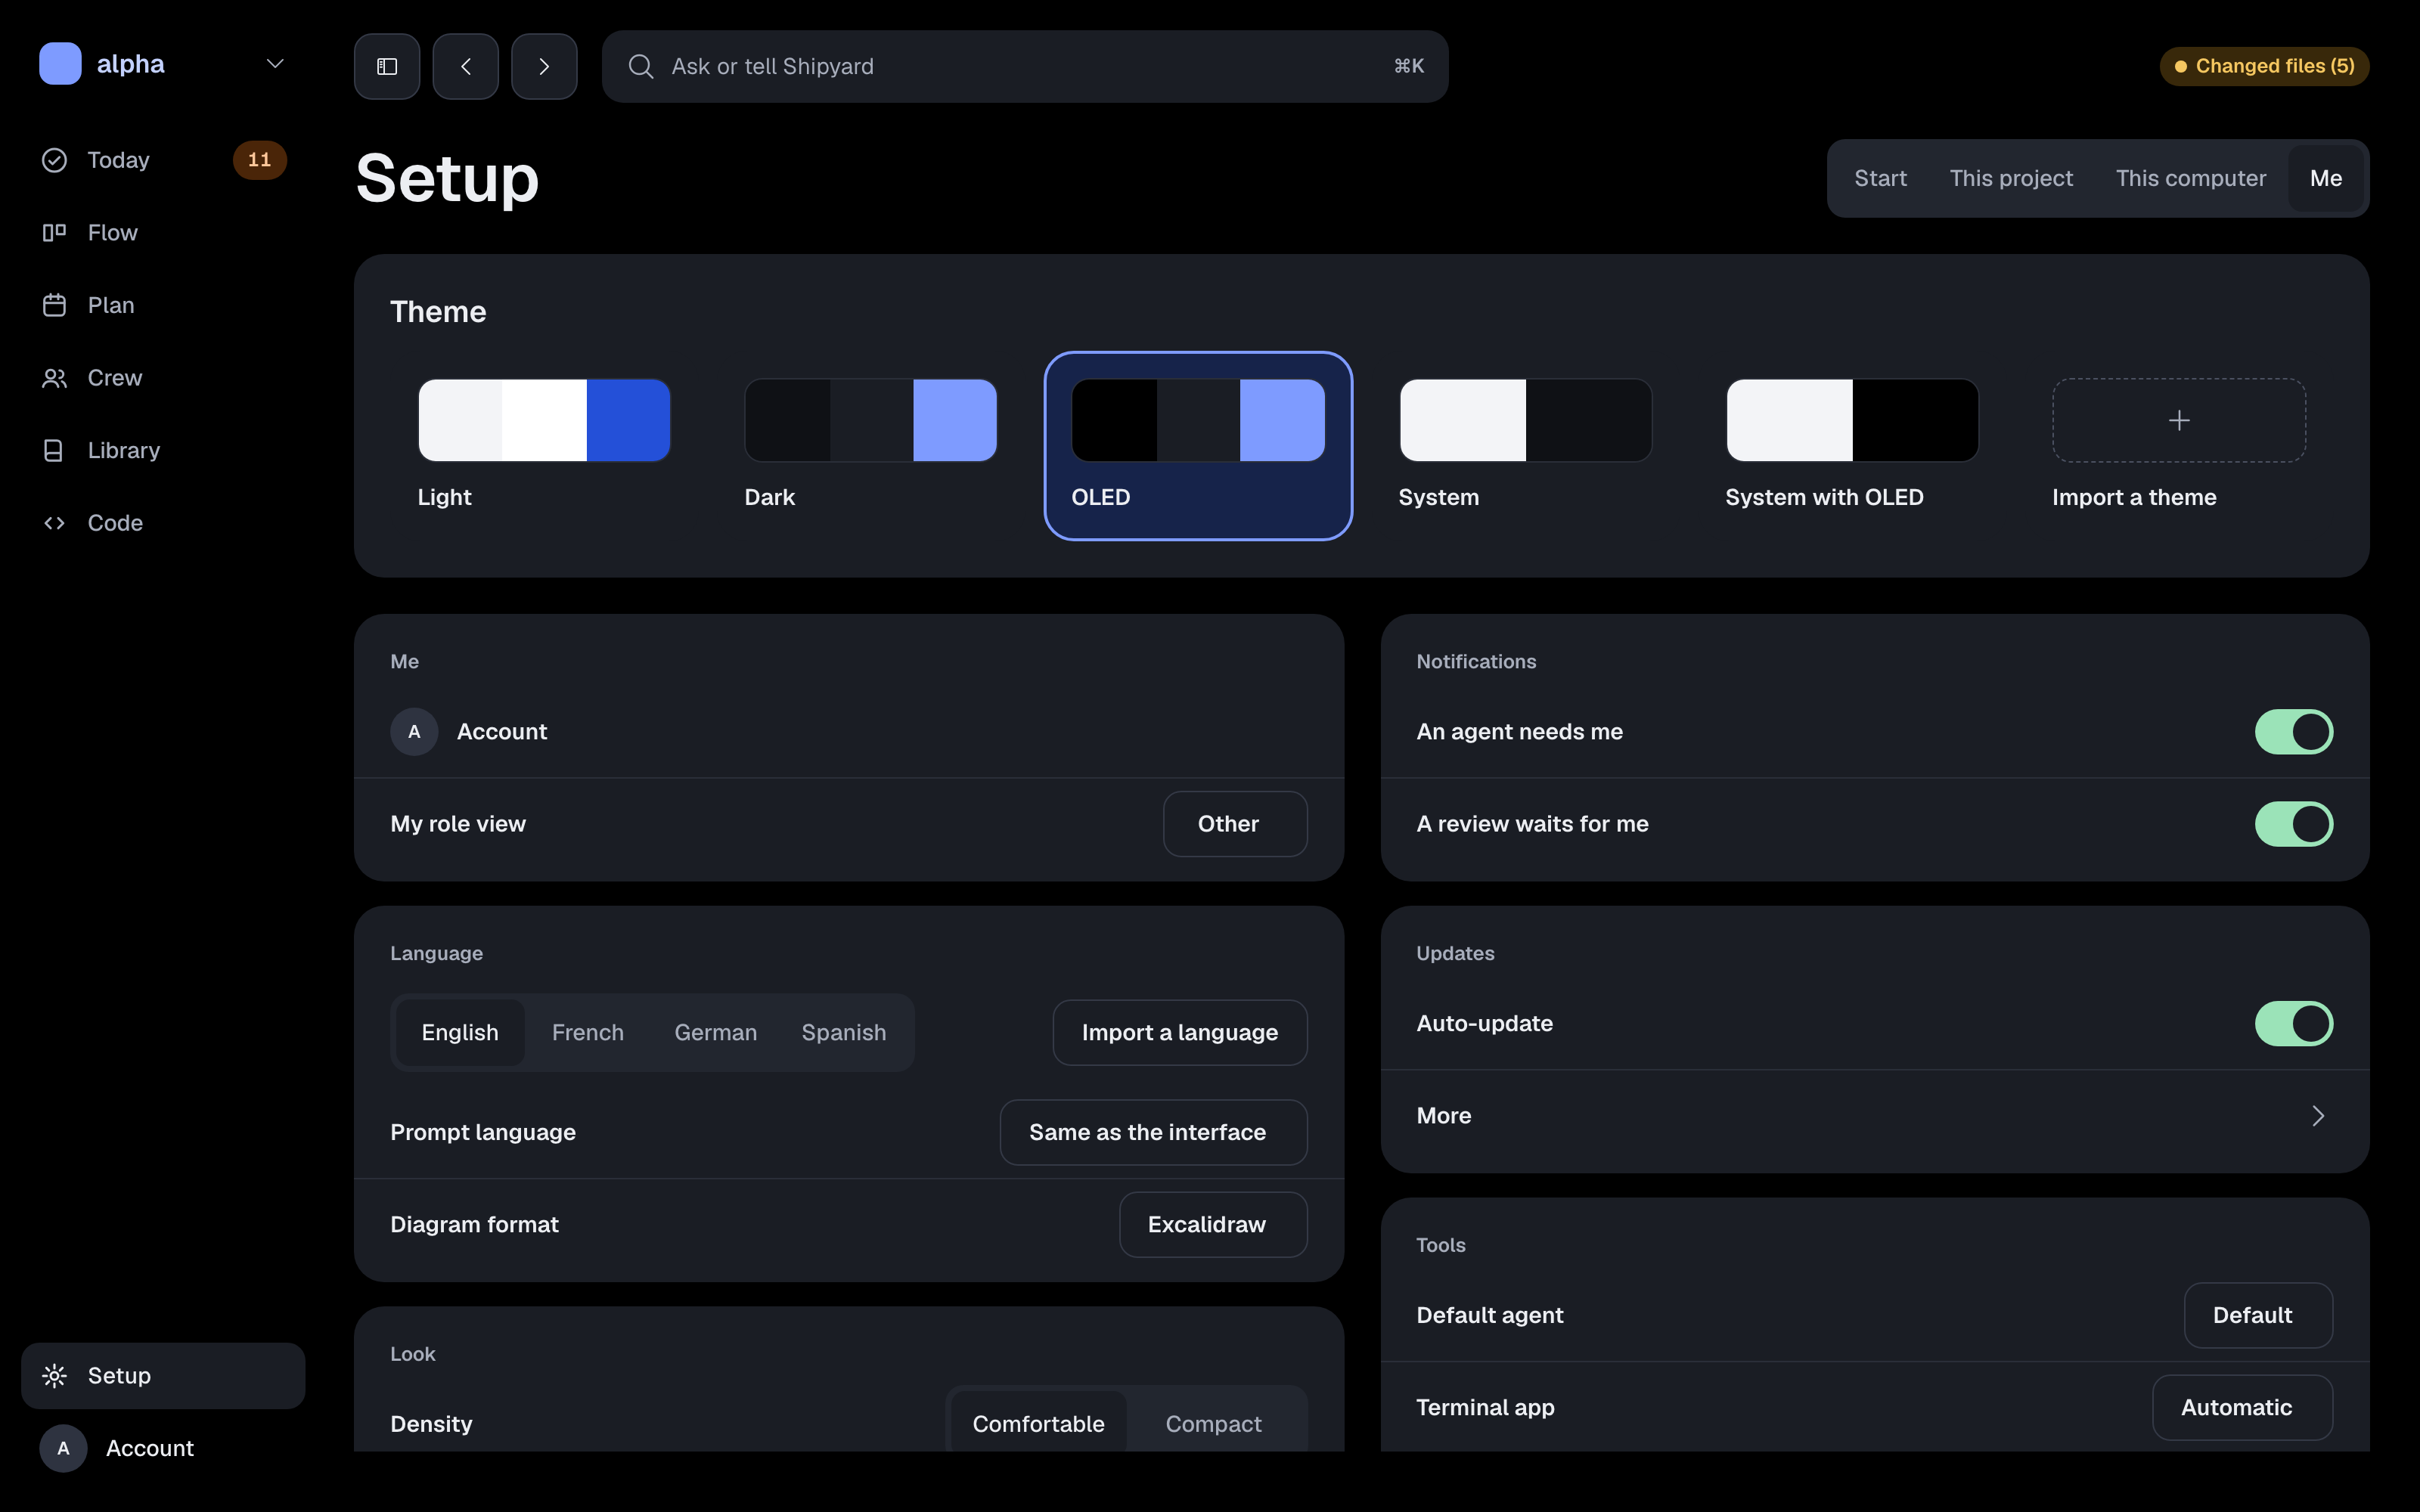 alpha
Ask or tell Shipyard
⌘K
Changed files (5)
Today
11
Flow
Plan
Crew
Library
Code
Setup
Account
A
Setup
Start
This project
This computer
Me
Theme
Light
Dark
OLED
System
System with OLED
Import a theme
Me
A
Account
My role view
Other
Language
English
French
German
Spanish
Import a language
Prompt language
Same as the interface
Diagram format
Excalidraw
Look
Density
Comfortable
Compact
Notifications
An agent needs me
A review waits for me
Updates
Auto-update
More
Tools
Default agent
Default
Terminal app
Automatic